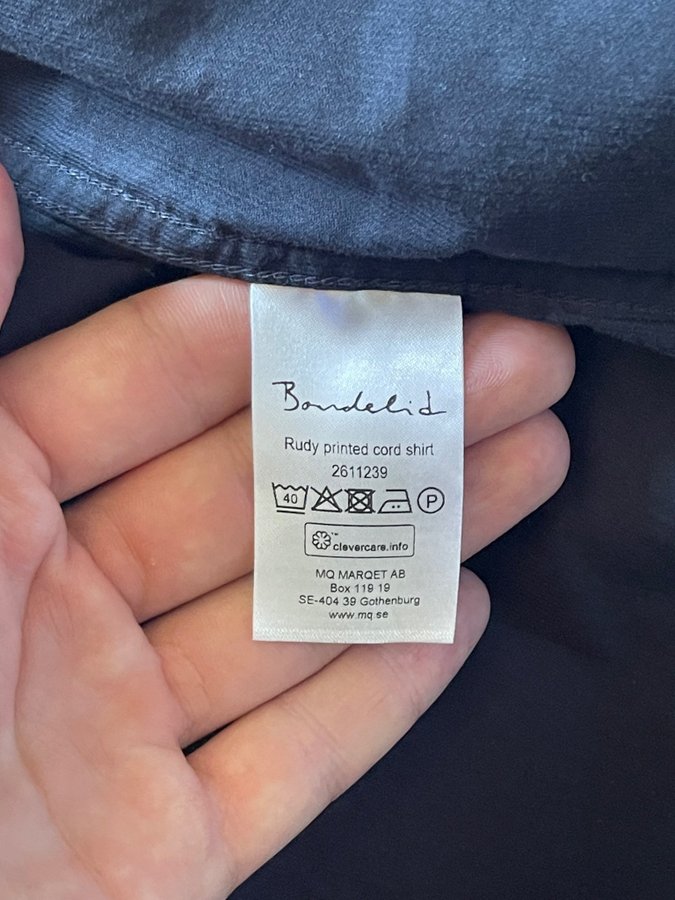 Bondelid
Rudy printed cord shirt
2611239
40 P
™ clevercare.info
MQ MARQET AB
Box 119 19
SE-404 39 Gothenburg
www.mq.se